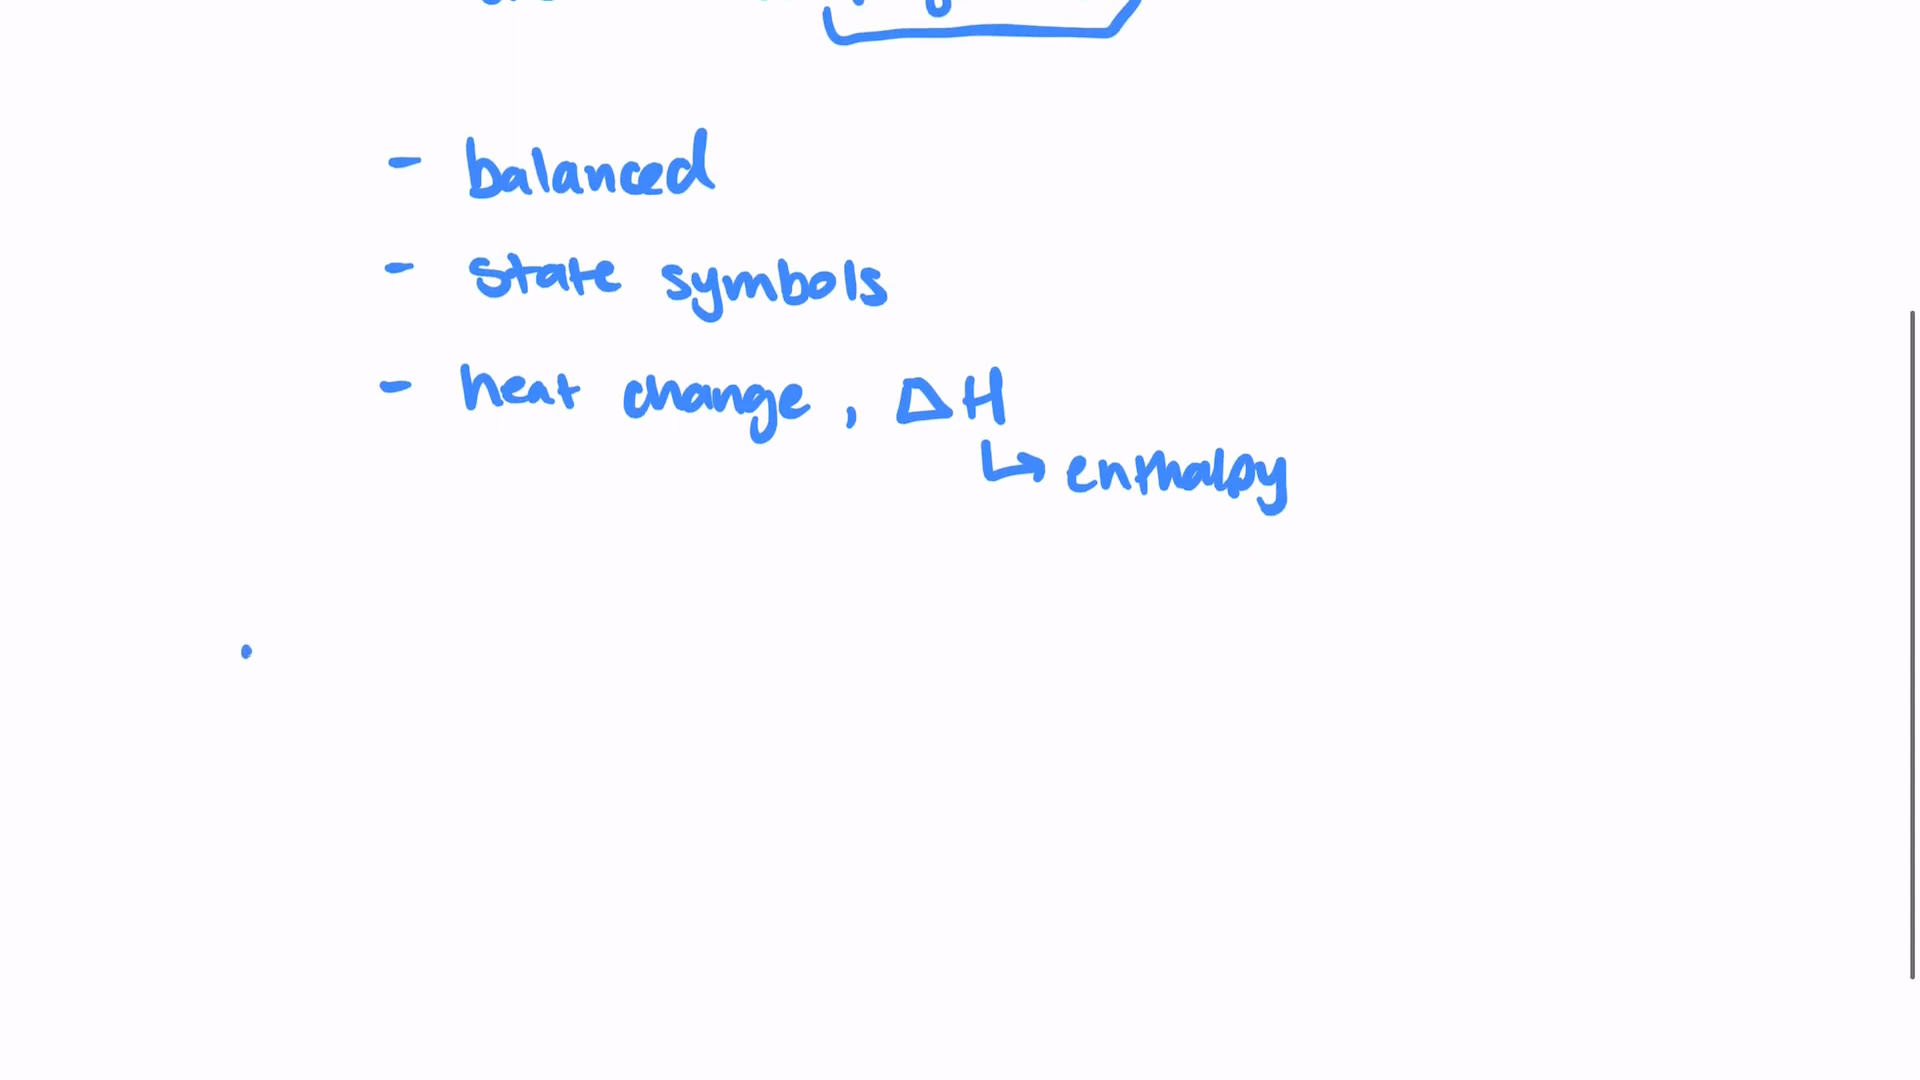 - balanced
- state symbols
- heat change, ΔH
↳ enthalpy